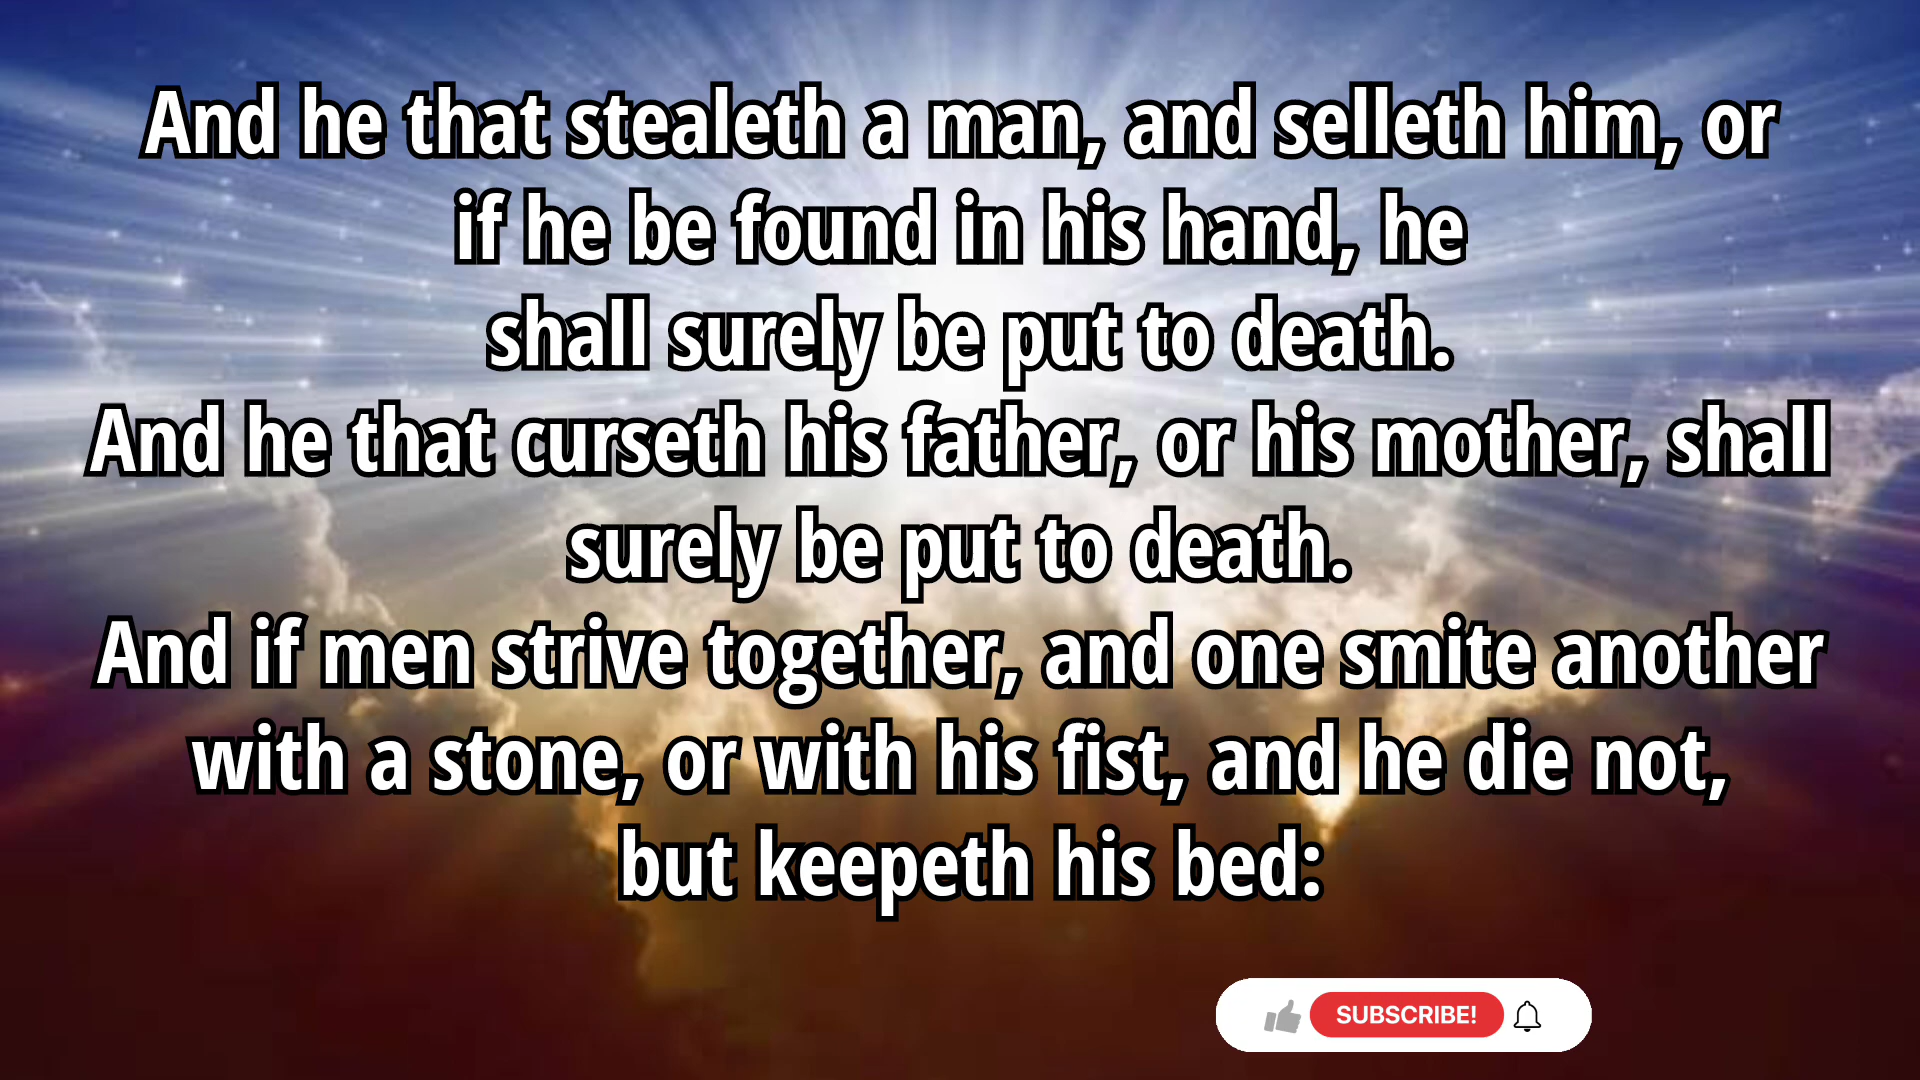 And he that stealeth a man, and selleth him, or
if he be found in his hand, he
shall surely be put to death.
And he that curseth his father, or his mother, shall
surely be put to death.
And if men strive together, and one smite another
with a stone, or with his fist, and he die not,
but keepeth his bed:
SUBSCRIBE!